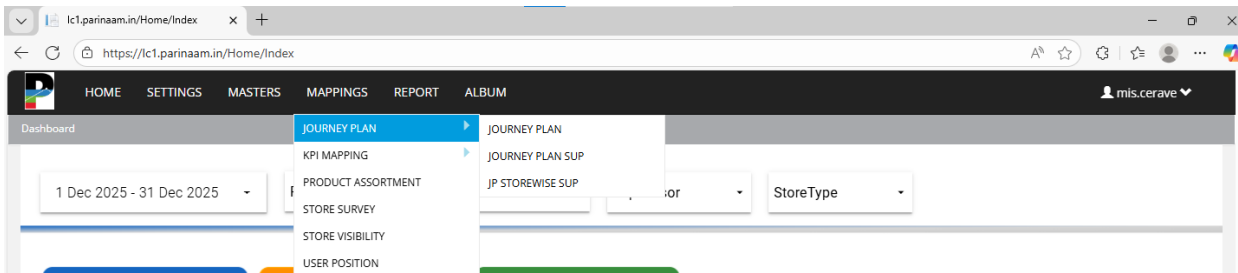 lc1.parinaam.in/Home/Index
https://lc1.parinaam.in/Home/Index
HOME SETTINGS MASTERS MAPPINGS REPORT ALBUM mis.cerave
Dashboard
JOURNEY PLAN JOURNEY PLAN
KPI MAPPING JOURNEY PLAN SUP
PRODUCT ASSORTMENT JP STOREWISE SUP
1 Dec 2025 - 31 Dec 2025 StoreType
STORE SURVEY
STORE VISIBILITY
USER POSITION